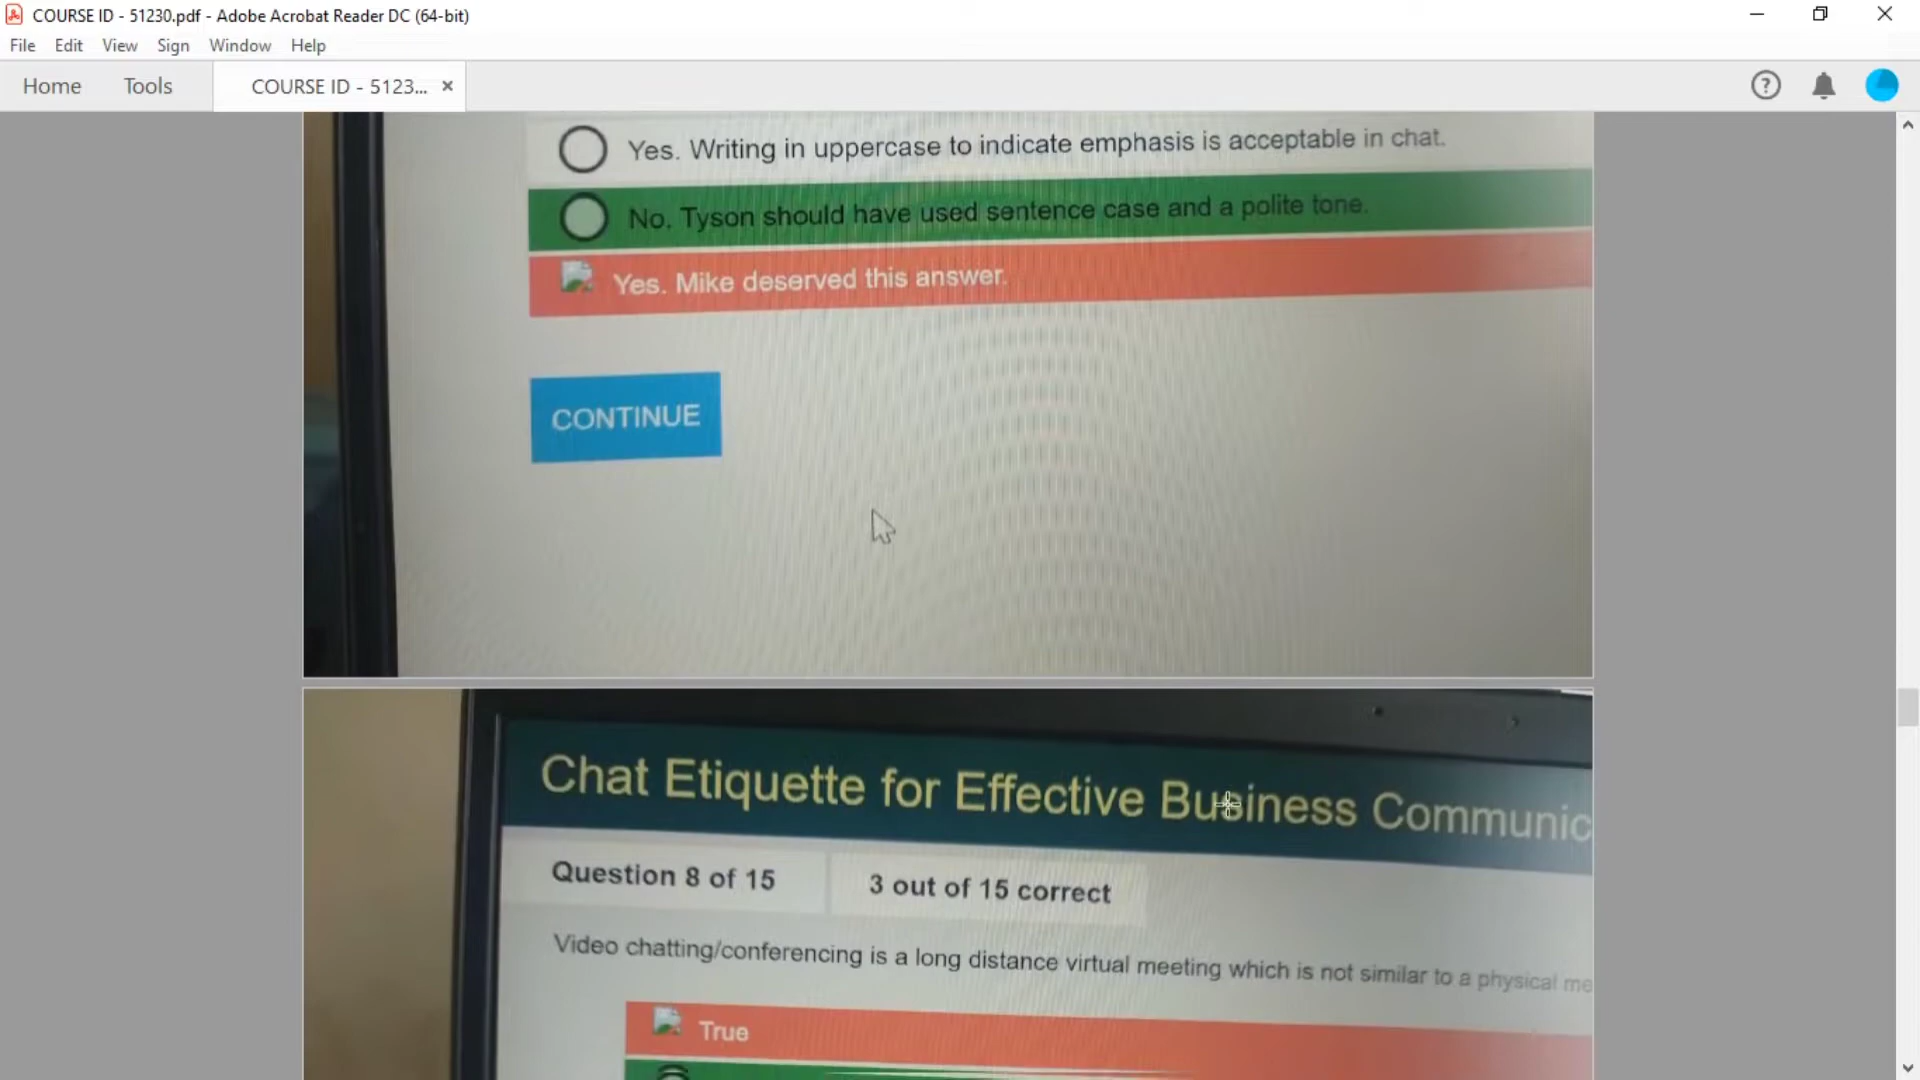 COURSE ID - 51230.pdf - Adobe Acrobat Reader DC (64-bit)
File Edit View Sign Window Help
Home Tools COURSE ID - 5123... ×
Yes. Writing in uppercase to indicate emphasis is acceptable in chat.
No. Tyson should have used sentence case and a polite tone.
Yes. Mike deserved this answer.
CONTINUE
Chat Etiquette for Effective Business Communic
Question 8 of 15 3 out of 15 correct
Video chatting/conferencing is a long distance virtual meeting which is not similar to a physical me
True